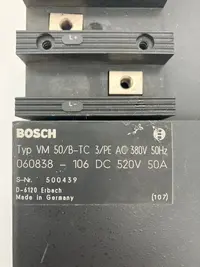 L+
L-
BOSCH
Typ VM 50/B-TC 3/PE AC 380V 50Hz
060838 - 106 DC 520V 50A
S-Nr. 500439
D-6120 Erbach
Made in Germany
(107)